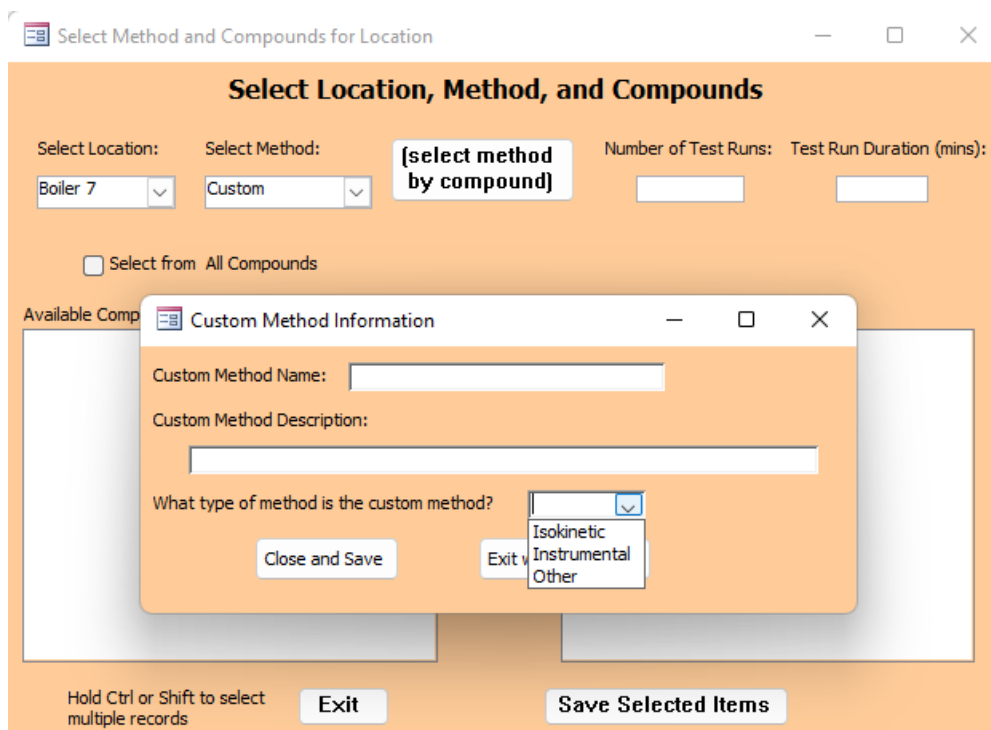 Select Method and Compounds for Location
Select Location, Method, and Compounds
Select Location:
Select Method:
(select method
by compound)
Number of Test Runs:
Test Run Duration (mins):
Boiler 7
Custom
Select from All Compounds
Available Comp
Custom Method Information
Custom Method Name:
Custom Method Description:
What type of method is the custom method?
Isokinetic
Instrumental
Other
Close and Save
Exit
Hold Ctrl or Shift to select
multiple records
Exit
Save Selected Items